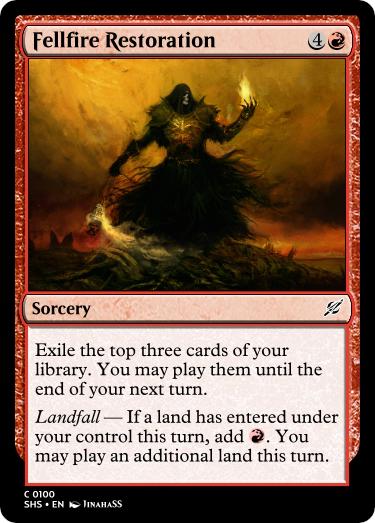 Fellfire Restoration 4
Sorcery
Exile the top three cards of your
library. You may play them until the
end of your next turn.
Landfall — If a land has entered under
your control this turn, add . You
may play an additional land this turn.
C 0100
SHS • EN JinahaSS